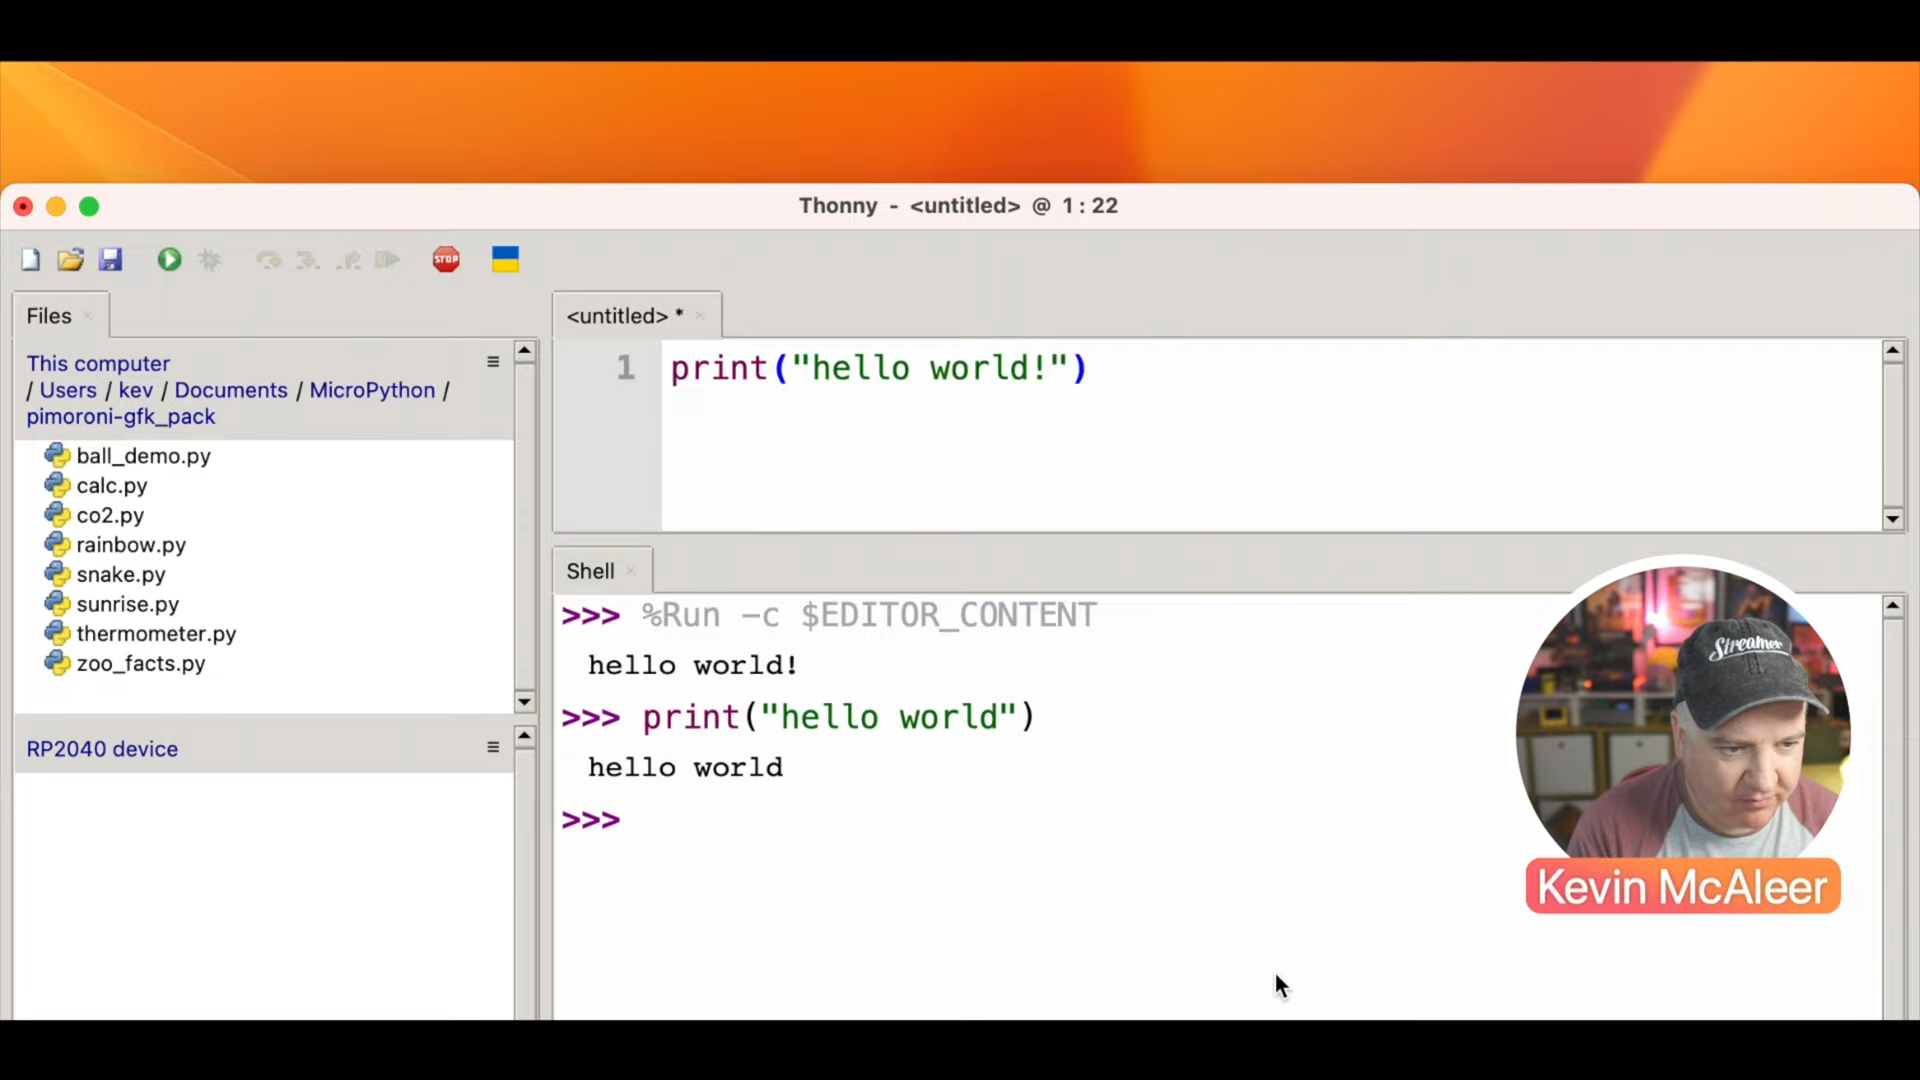 Thonny - <untitled> @ 1:22
STOP
Files
<untitled> *
This computer
/ Users / kev / Documents / MicroPython /
pimoroni-gfk_pack
ball_demo.py
calc.py
co2.py
rainbow.py
snake.py
sunrise.py
thermometer.py
zoo_facts.py
RP2040 device
1 print("hello world!")
Shell
>>> %Run -c $EDITOR_CONTENT
hello world!
>>> print("hello world")
hello world
>>>
Streamer
Kevin McAleer